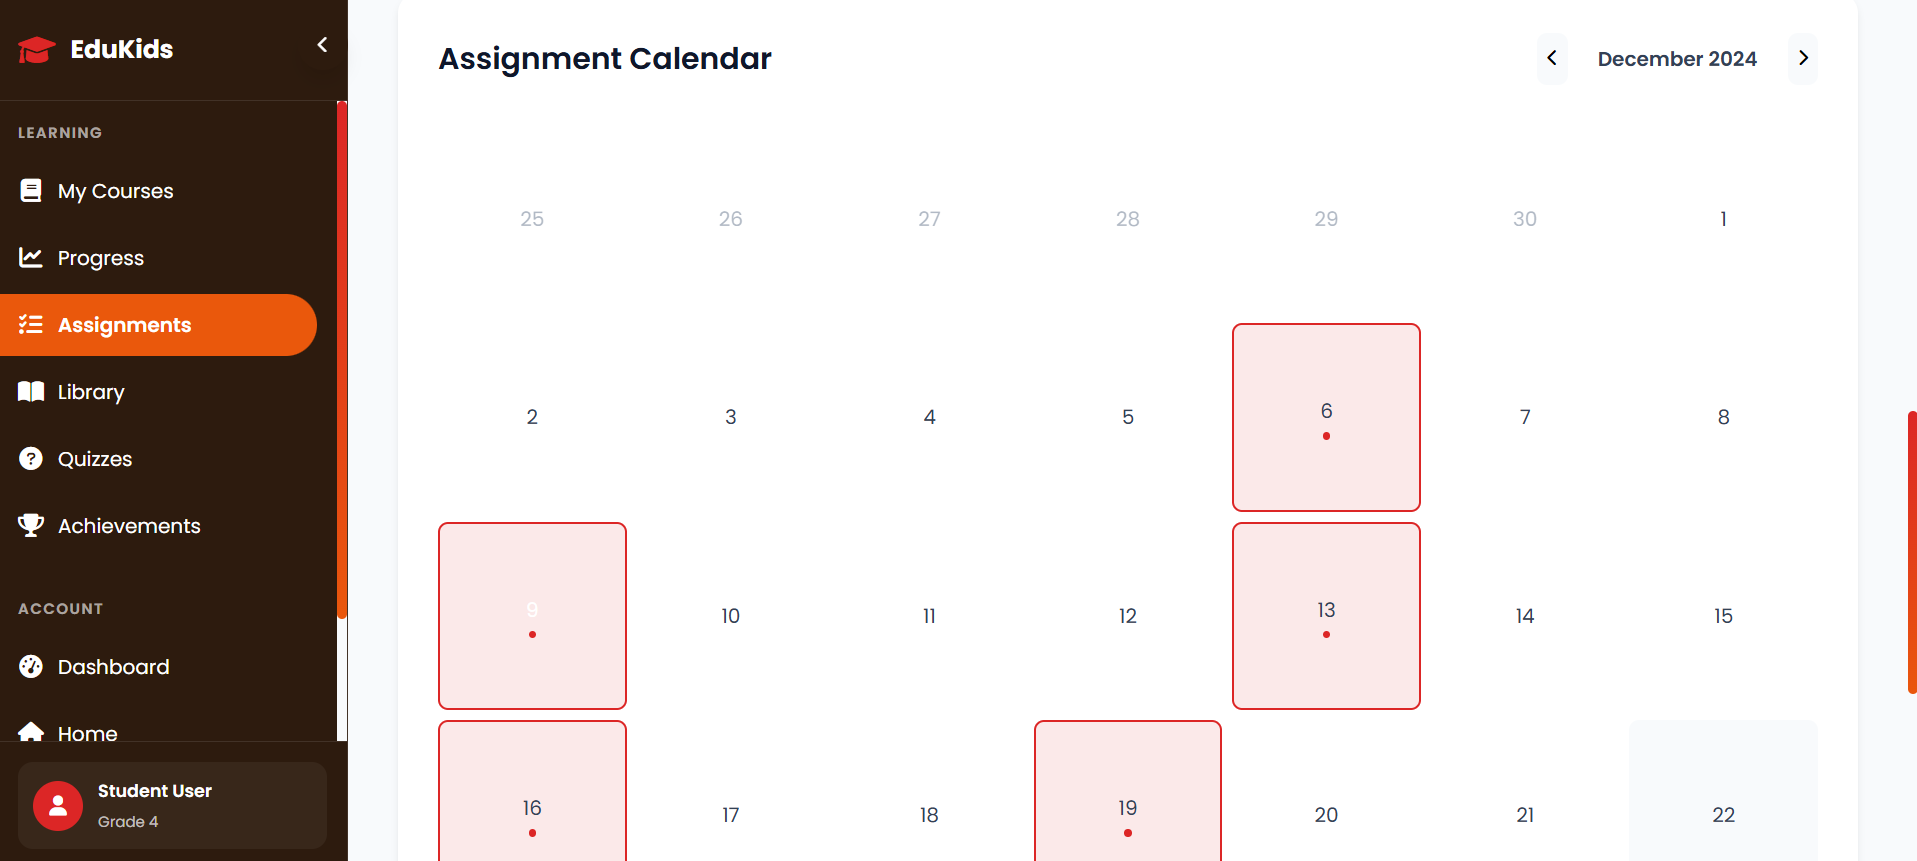 EduKids
LEARNING
My Courses
Progress
Assignments
Library
Quizzes
Achievements
ACCOUNT
Dashboard
Home
Student User
Grade 4
Assignment Calendar
December 2024
25 26 27 28 29 30 1
2 3 4 5 6 7 8
9 10 11 12 13 14 15
16 17 18 19 20 21 22